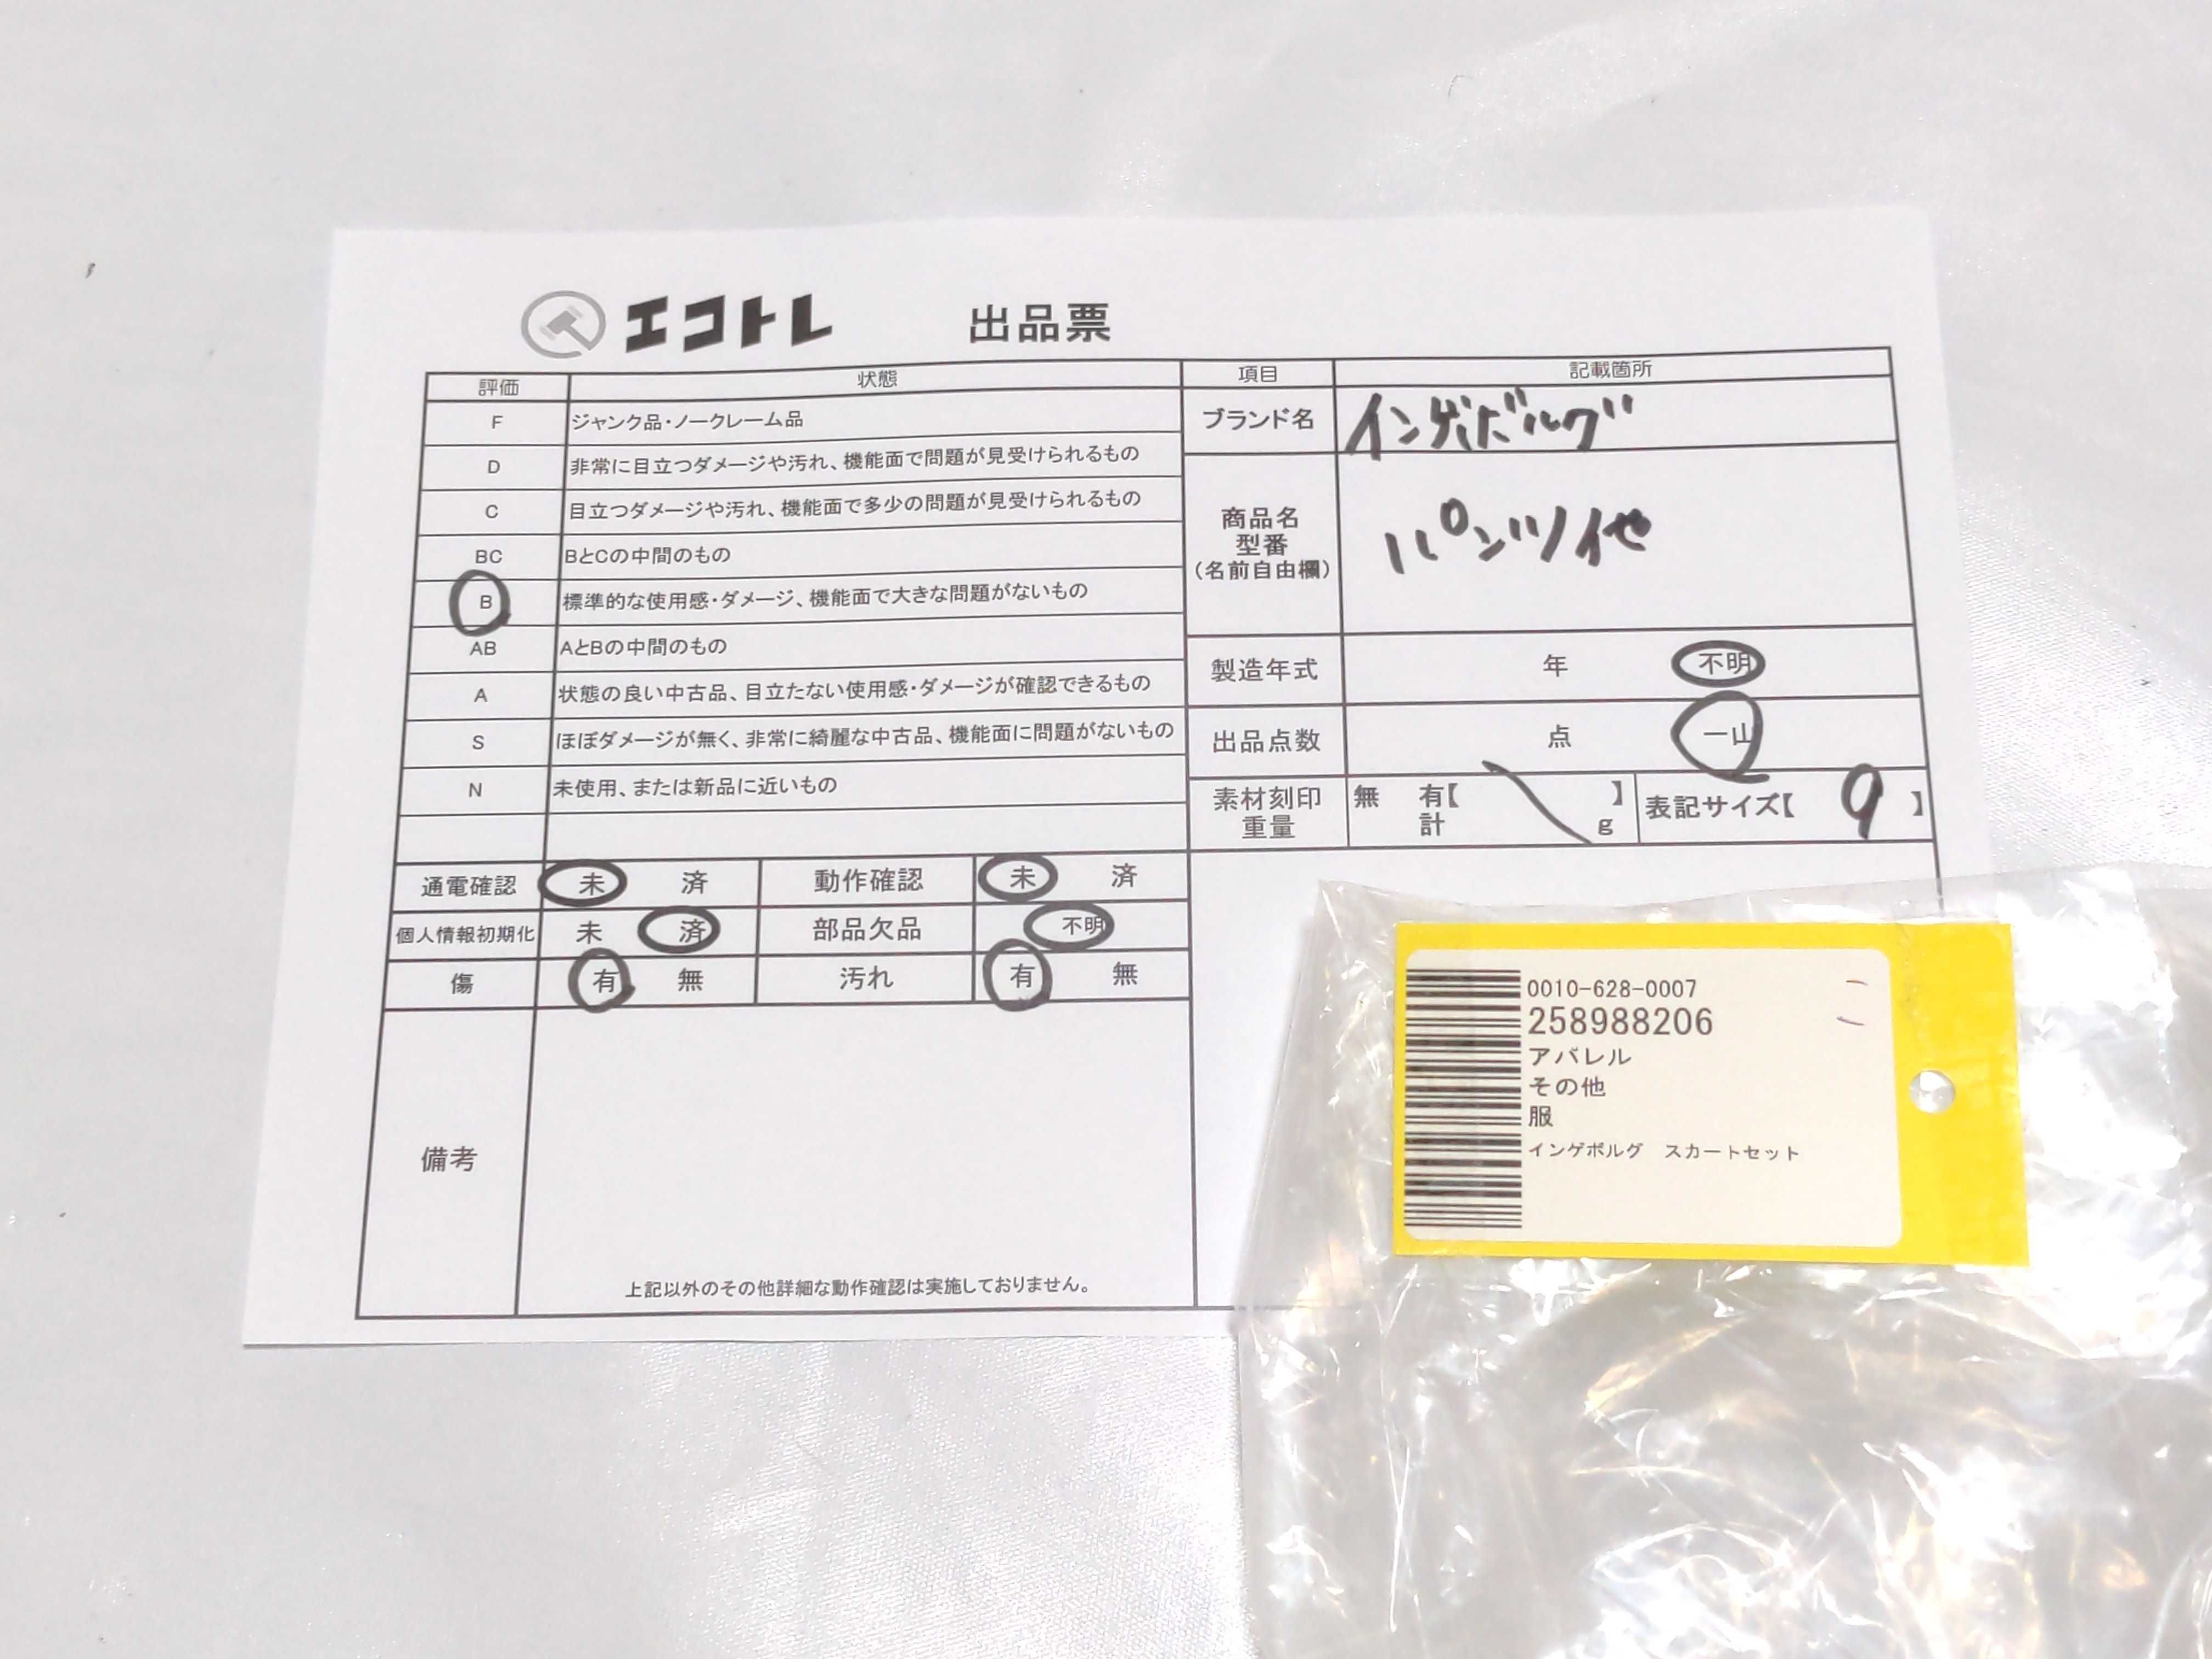 エコトレ 出品票
評価 状態 項目 記載箇所
F ジャンク品・ノークレーム品
D 非常に目立つダメージや汚れ、機能面で問題が見受けられるもの
C 目立つダメージや汚れ、機能面で多少の問題が見受けられるもの
BC BとCの中間のもの
B 標準的な使用感・ダメージ、機能面で大きな問題がないもの
AB AとBの中間のもの
A 状態の良い中古品、目立たない使用感・ダメージが確認できるもの
S ほぼダメージが無く、非常に綺麗な中古品、機能面に問題がないもの
N 未使用、または新品に近いもの
ブランド名 インゲボルグ
商品名
型番
(名前自由欄)
パンツ他
製造年式 年 不明
出品点数 点 一山
素材刻印 無 有【 】
重量 計 g
表記サイズ【 9 】
通電確認 未 済 動作確認 未 済
個人情報初期化 未 済 部品欠品 不明
傷 有 無 汚れ 有 無
備考
上記以外のその他詳細な動作確認は実施しておりません。
0010-628-0007
258988206
アパレル
その他
服
インゲボルグ スカートセット